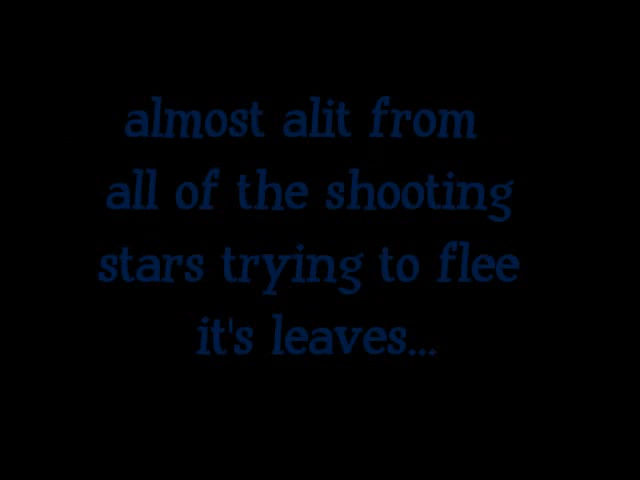 almost alit from
all of the shooting
stars trying to flee
it's leaves...